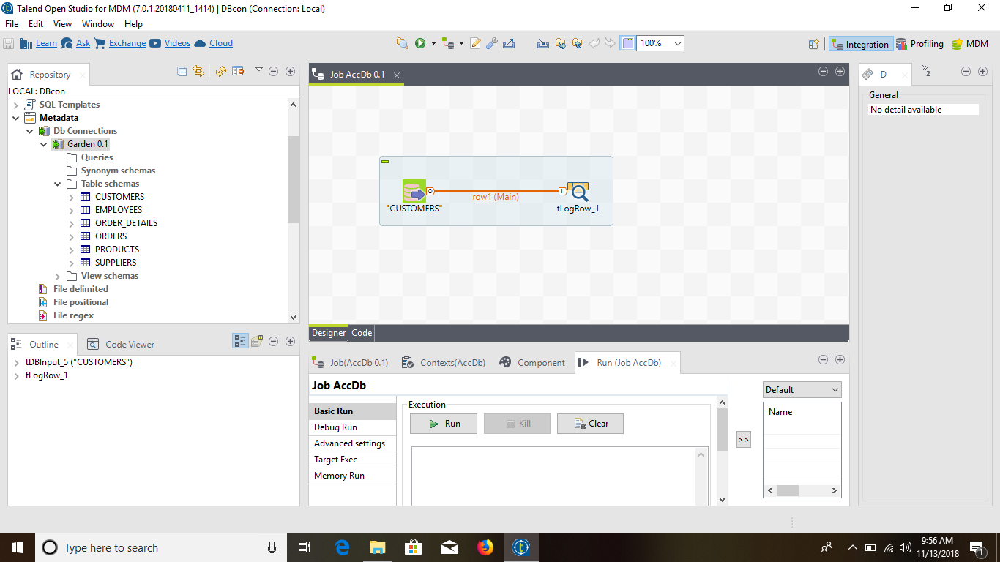 Talend Open Studio for MDM (7.0.1.20180411_1414) | DBcon (Connection: Local)
File Edit View Window Help
Learn Ask Exchange Videos Cloud 100% Integration Profiling MDM
Repository
LOCAL: DBcon
SQL Templates
Metadata
Db Connections
Garden 0.1
Queries
Synonym schemas
Table schemas
CUSTOMERS
EMPLOYEES
ORDER_DETAILS
ORDERS
PRODUCTS
SUPPLIERS
View schemas
File delimited
File positional
File regex
Outline Code Viewer
tDBInput_5 ("CUSTOMERS")
tLogRow_1
Job AccDb 0.1
O row1 (Main) I
"CUSTOMERS" tLogRow_1
Designer Code
Job(AccDb 0.1) Contexts(AccDb) Component Run (Job AccDb)
Job AccDb
Basic Run
Debug Run
Advanced settings
Target Exec
Memory Run
Execution
Run Kill Clear
>>
Default
Name
D »2
General
No detail available
Type here to search
9:56 AM
11/13/2018
1